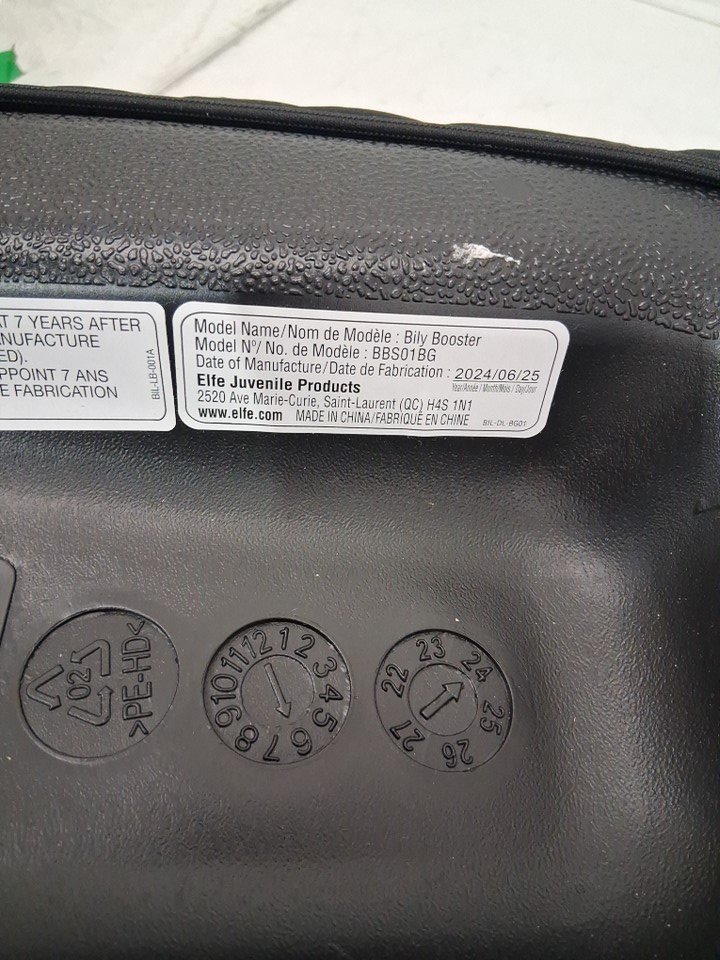 AT 7 YEARS AFTER
MANUFACTURE
ED).
PPOINT 7 ANS
E FABRICATION
BIL-LB-001A
Model Name/Nom de Modèle : Bily Booster
Model Nº/ No. de Modèle : BBS01BG
Date of Manufacture/Date de Fabrication : 2024/06/25
Year/Année / Month/Mois / Day/Jour
Elfe Juvenile Products
2520 Ave Marie-Curie, Saint-Laurent (QC) H4S 1N1
www.elfe.com MADE IN CHINA/FABRIQUÉ EN CHINE
BIL-DL-BG01
02
>PE-HD<
1 2 3 4 5 6 7 8 9 10 11 12
22 23 24 25 26 27